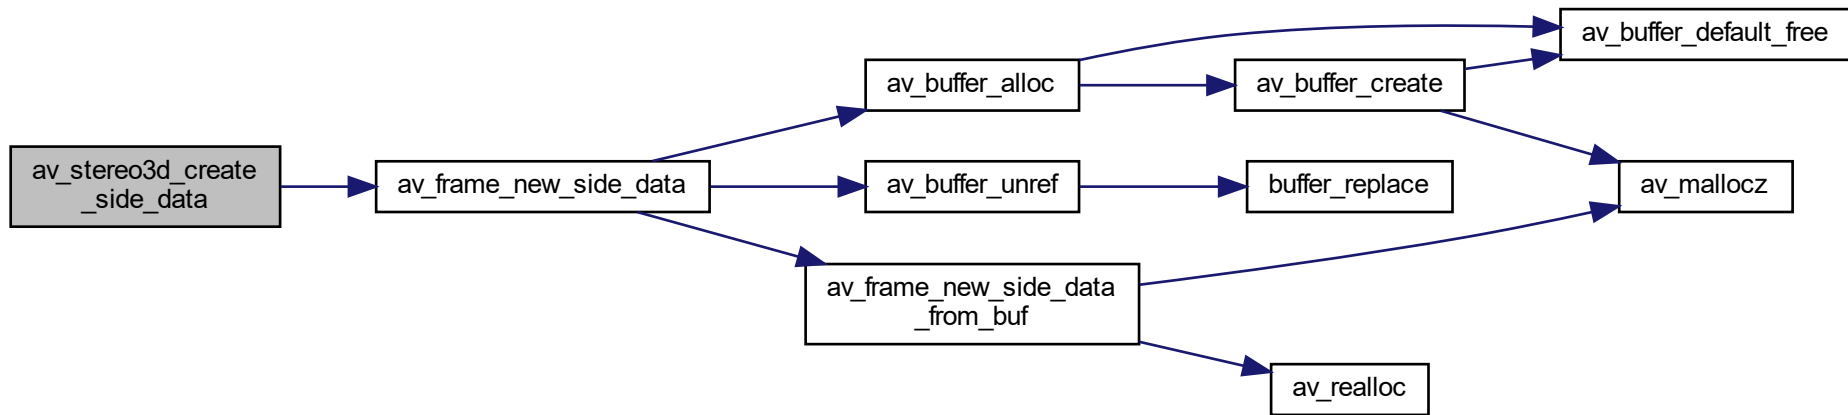 av_stereo3d_create
_side_data
av_frame_new_side_data
av_buffer_alloc
av_buffer_unref
av_frame_new_side_data
_from_buf
av_buffer_create
buffer_replace
av_realloc
av_buffer_default_free
av_mallocz